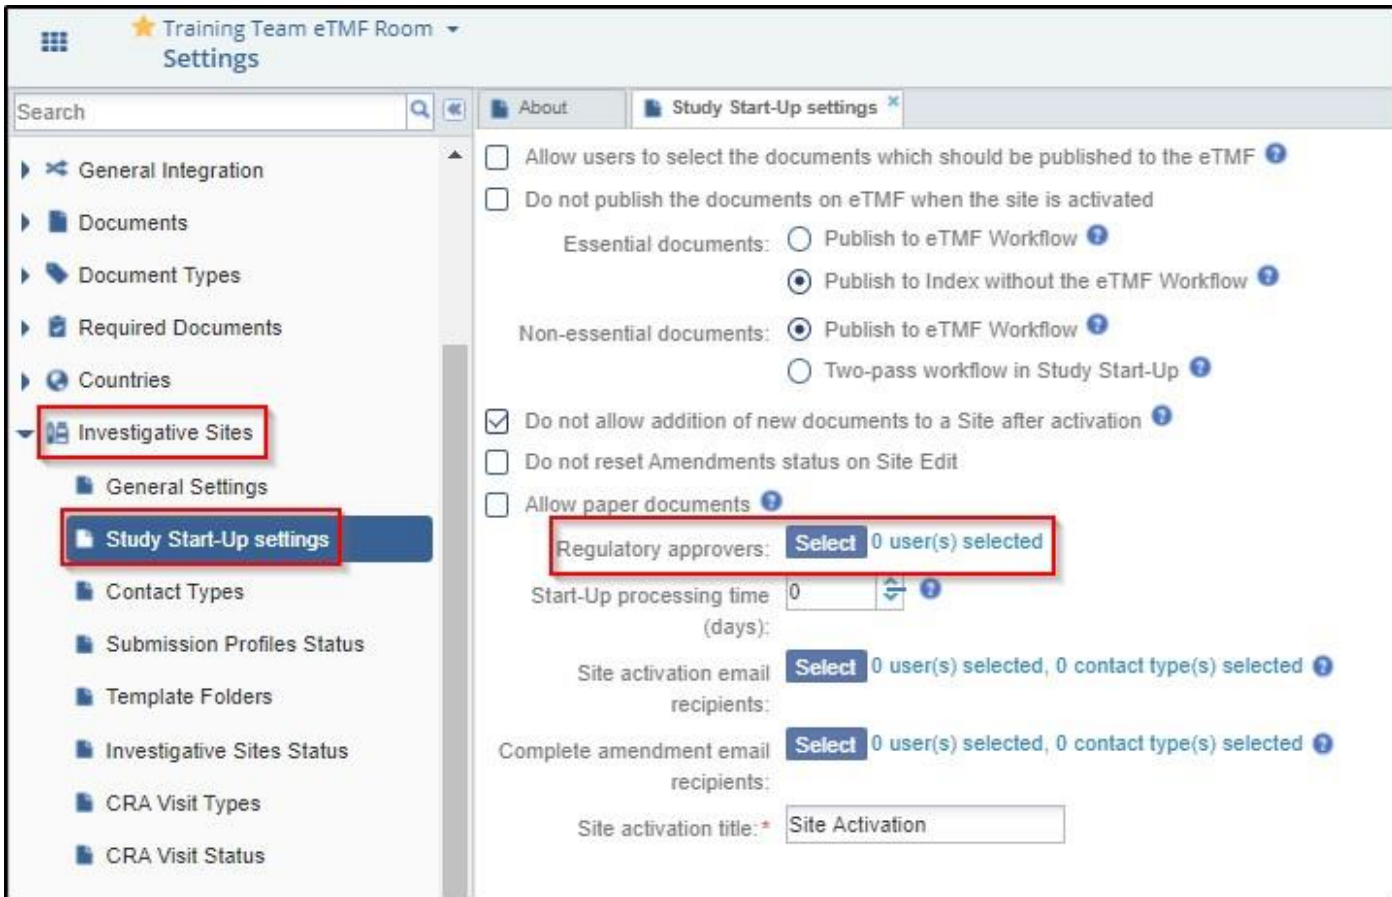 Training Team eTMF Room
Settings
Search
General Integration
Documents
Document Types
Required Documents
Countries
Investigative Sites
General Settings
Study Start-Up settings
Contact Types
Submission Profiles Status
Template Folders
Investigative Sites Status
CRA Visit Types
CRA Visit Status
About
Study Start-Up settings
Allow users to select the documents which should be published to the eTMF
Do not publish the documents on eTMF when the site is activated
Essential documents: Publish to eTMF Workflow
Publish to Index without the eTMF Workflow
Non-essential documents: Publish to eTMF Workflow
Two-pass workflow in Study Start-Up
Do not allow addition of new documents to a Site after activation
Do not reset Amendments status on Site Edit
Allow paper documents
Regulatory approvers: Select 0 user(s) selected
Start-Up processing time 0
(days):
Site activation email Select 0 user(s) selected, 0 contact type(s) selected
recipients:
Complete amendment email Select 0 user(s) selected, 0 contact type(s) selected
recipients:
Site activation title:* Site Activation